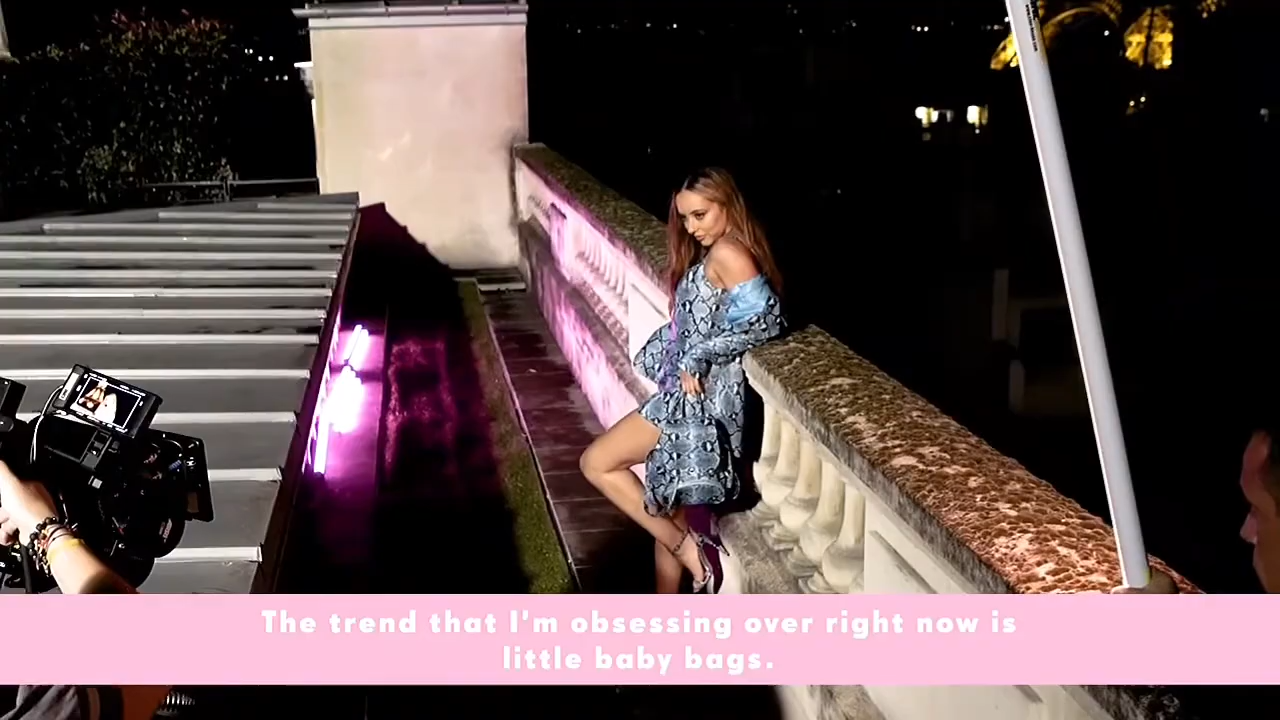 The trend that I'm obsessing over right now is
little baby bags.